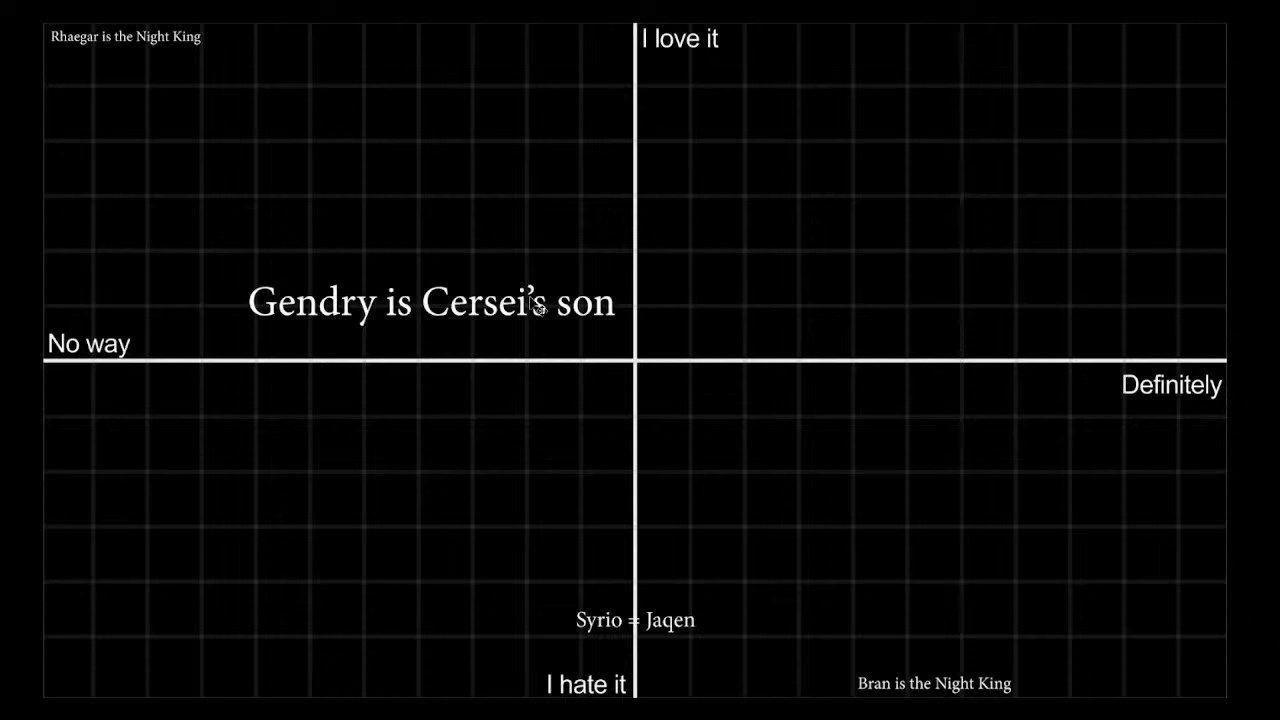 Rhaegar is the Night King
I love it
Gendry is Cersei’s son
No way
Definitely
Syrio = Jaqen
I hate it
Bran is the Night King